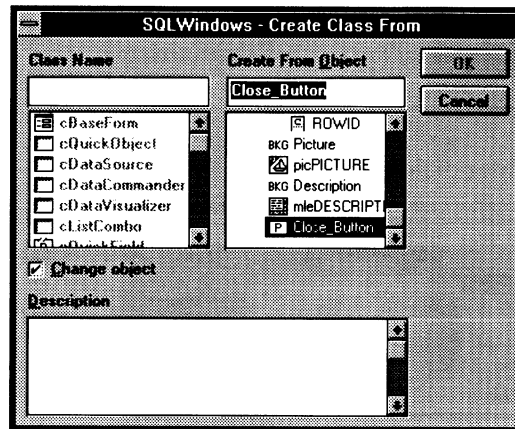 SQLWindows - Create Class From
Class Name
Create From Object
OK
Close_Button
Cancel
cBaseForm
cQuickObject
cDataSource
cDataCommander
cDataVisualizer
cListCombo
cQuickField
ROWID
BKG Picture
picPICTURE
BKG Description
mleDESCRIPTI
P Close_Button
Change object
Description